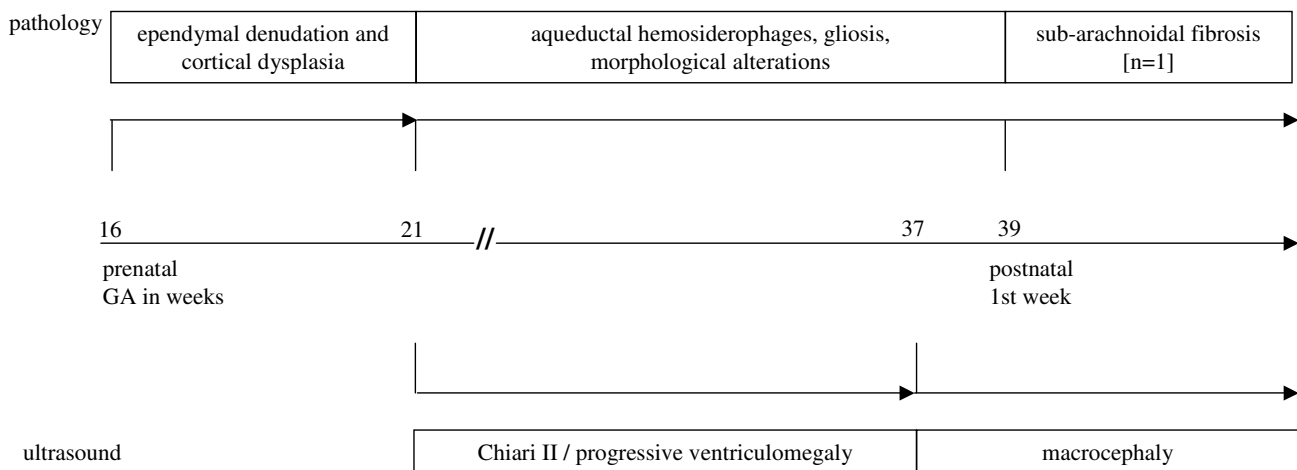 pathology
ependymal denudation and
cortical dysplasia
aqueductal hemosiderophages, gliosis,
morphological alterations
sub-arachnoidal fibrosis
[n=1]
16
21
//
37
39
prenatal
GA in weeks
postnatal
1st week
ultrasound
Chiari II / progressive ventriculomegaly
macrocephaly